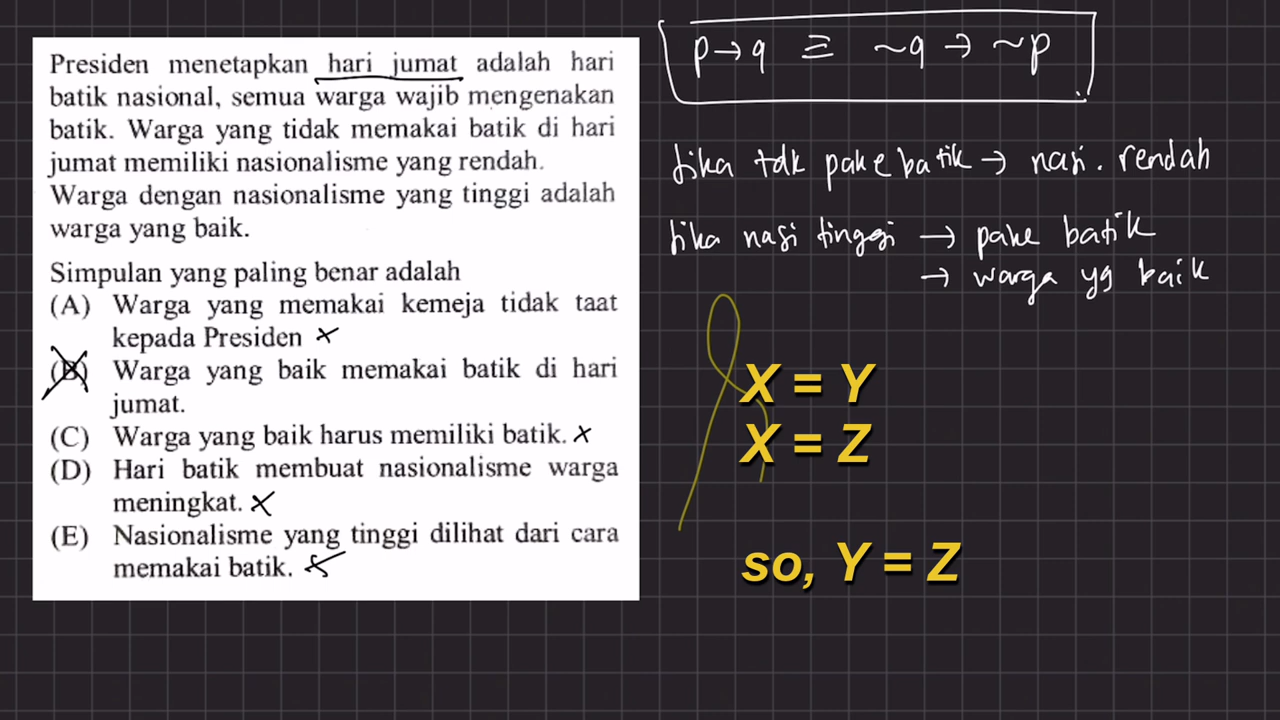 Presiden menetapkan hari jumat adalah hari
batik nasional, semua warga wajib mengenakan
batik. Warga yang tidak memakai batik di hari
jumat memiliki nasionalisme yang rendah.
Warga dengan nasionalisme yang tinggi adalah
warga yang baik.
Simpulan yang paling benar adalah
(A) Warga yang memakai kemeja tidak taat
kepada Presiden ×
(B) Warga yang baik memakai batik di hari
jumat.
(C) Warga yang baik harus memiliki batik. ×
(D) Hari batik membuat nasionalisme warga
meningkat. ×
(E) Nasionalisme yang tinggi dilihat dari cara
memakai batik. ×
p → q ≡ ~q → ~p
Jika tdk pake batik → nasi. rendah
Jika nasi tinggi → pake batik
→ warga yg baik
X = Y
X = Z
so, Y = Z